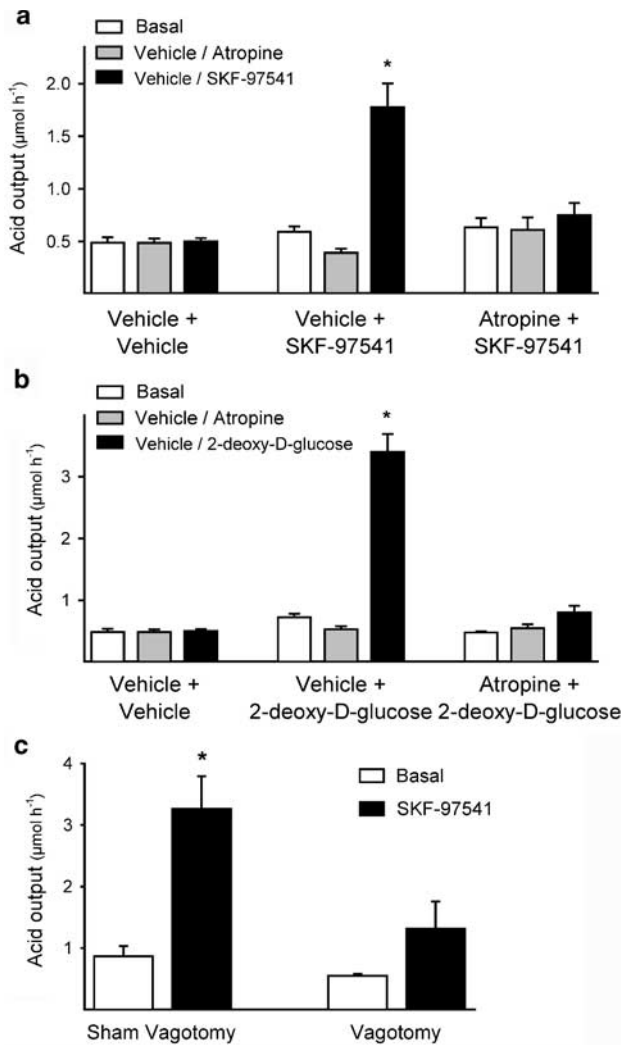 a
Basal
Vehicle / Atropine
Vehicle / SKF-97541
*
2.0
1.5
1.0
0.5
Acid output (µmol h⁻¹)
Vehicle + Vehicle
Vehicle + SKF-97541
Atropine + SKF-97541
b
Basal
Vehicle / Atropine
Vehicle / 2-deoxy-D-glucose
*
3
2
1
Acid output (µmol h⁻¹)
Vehicle + Vehicle
Vehicle + 2-deoxy-D-glucose
Atropine + 2-deoxy-D-glucose
c
Basal
SKF-97541
*
4
3
2
1
Acid output (µmol h⁻¹)
Sham Vagotomy
Vagotomy